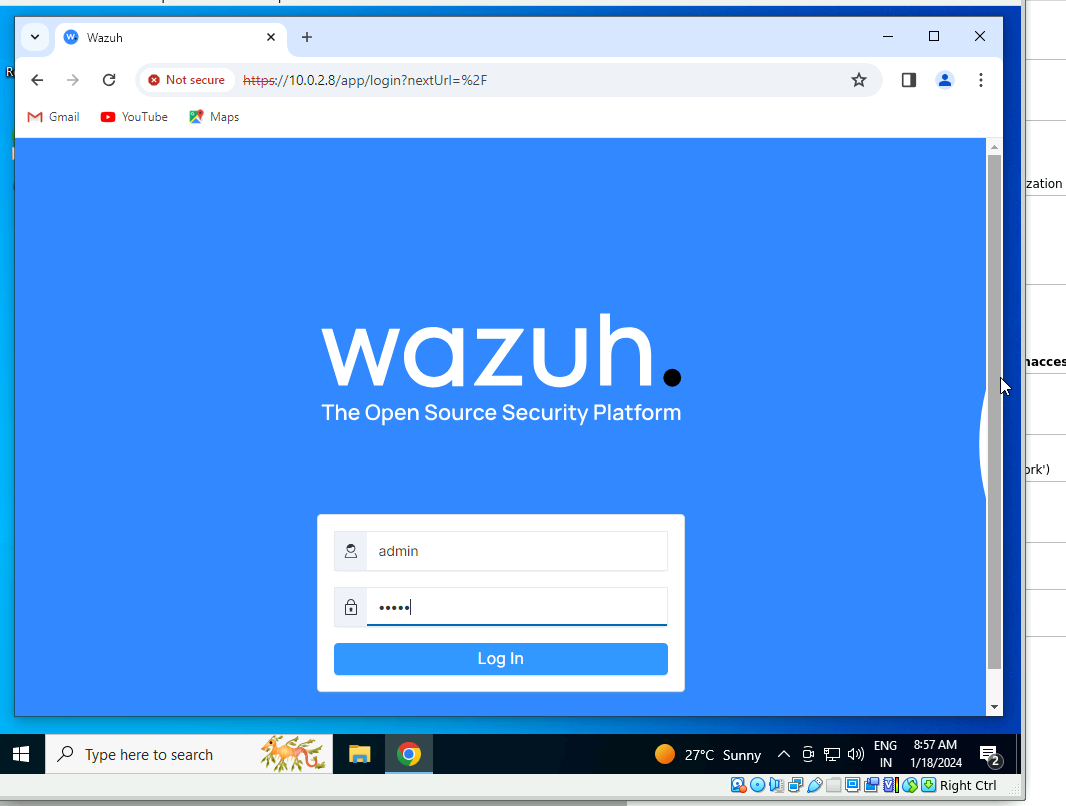 Wazuh
Not secure
https://10.0.2.8/app/login?nextUrl=%2F
Gmail
YouTube
Maps
zation
wazuh.
The Open Source Security Platform
nacces
ork')
admin
•••••
Log In
Type here to search
27°C Sunny
ENG
IN
8:57 AM
1/18/2024
2
Right Ctrl